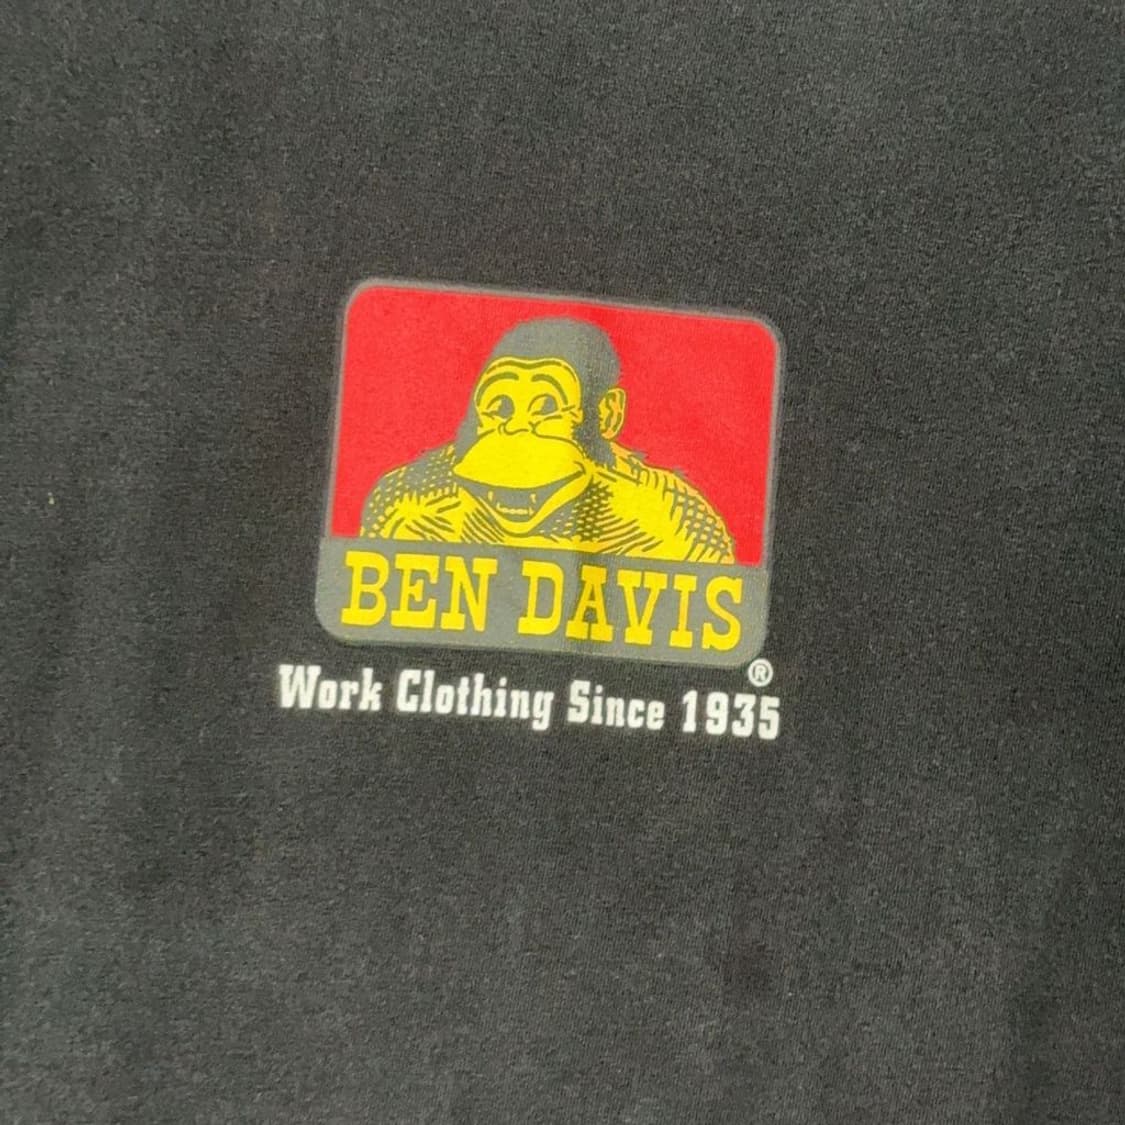 BEN DAVIS
®
Work Clothing Since 1935